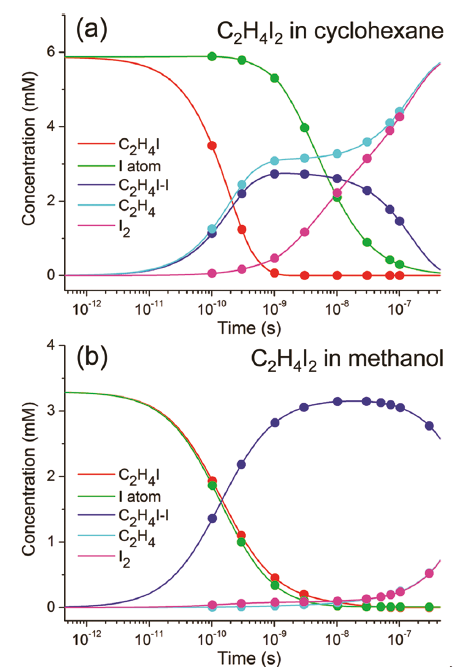 (a) C₂H₄I₂ in cyclohexane
Concentration (mM)
6
4
2
0
C₂H₄I
I atom
C₂H₄I-I
C₂H₄
I₂
10⁻¹² 10⁻¹¹ 10⁻¹⁰ 10⁻⁹ 10⁻⁸ 10⁻⁷
Time (s)
(b) C₂H₄I₂ in methanol
Concentration (mM)
4
3
2
1
0
C₂H₄I
I atom
C₂H₄I-I
C₂H₄
I₂
10⁻¹² 10⁻¹¹ 10⁻¹⁰ 10⁻⁹ 10⁻⁸ 10⁻⁷
Time (s)